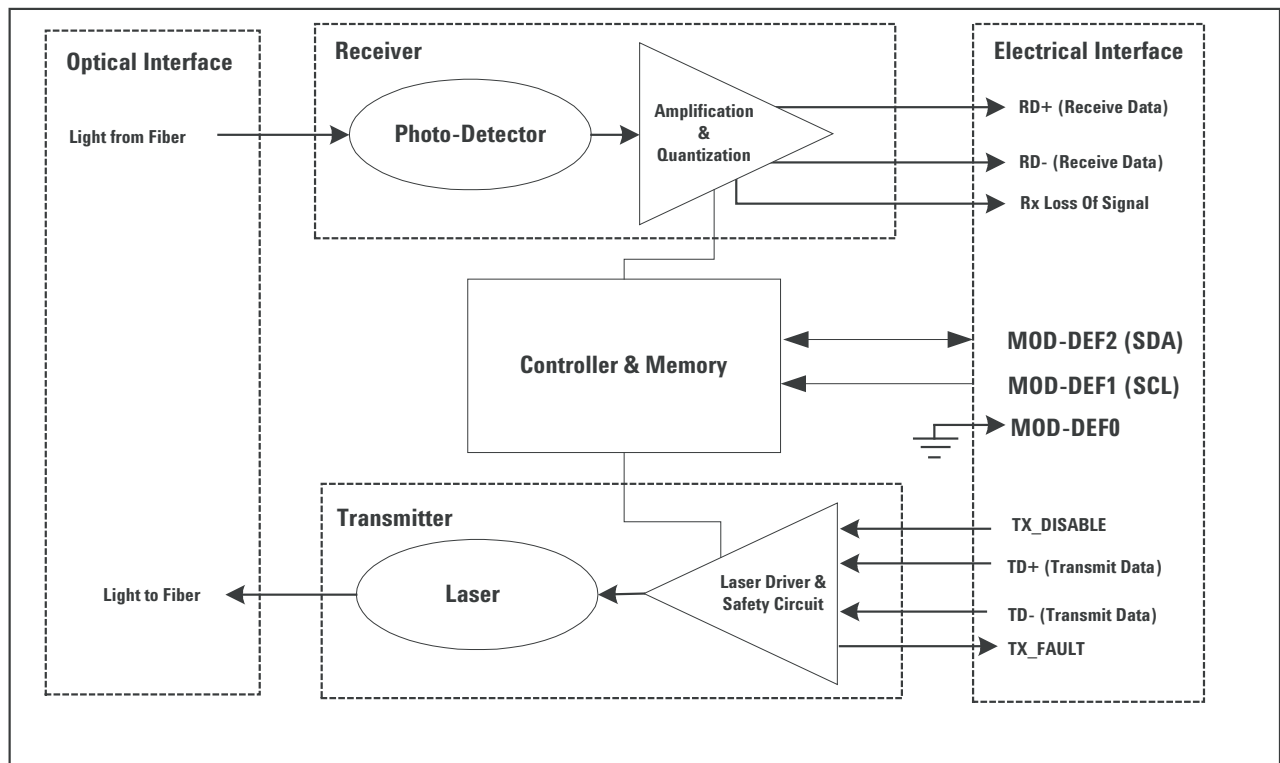 Optical Interface
Receiver
Electrical Interface
Light from Fiber
Photo-Detector
Amplification
&
Quantization
RD+ (Receive Data)
RD- (Receive Data)
Rx Loss Of Signal
Controller & Memory
MOD-DEF2 (SDA)
MOD-DEF1 (SCL)
MOD-DEF0
Transmitter
Light to Fiber
Laser
Laser Driver &
Safety Circuit
TX_DISABLE
TD+ (Transmit Data)
TD- (Transmit Data)
TX_FAULT